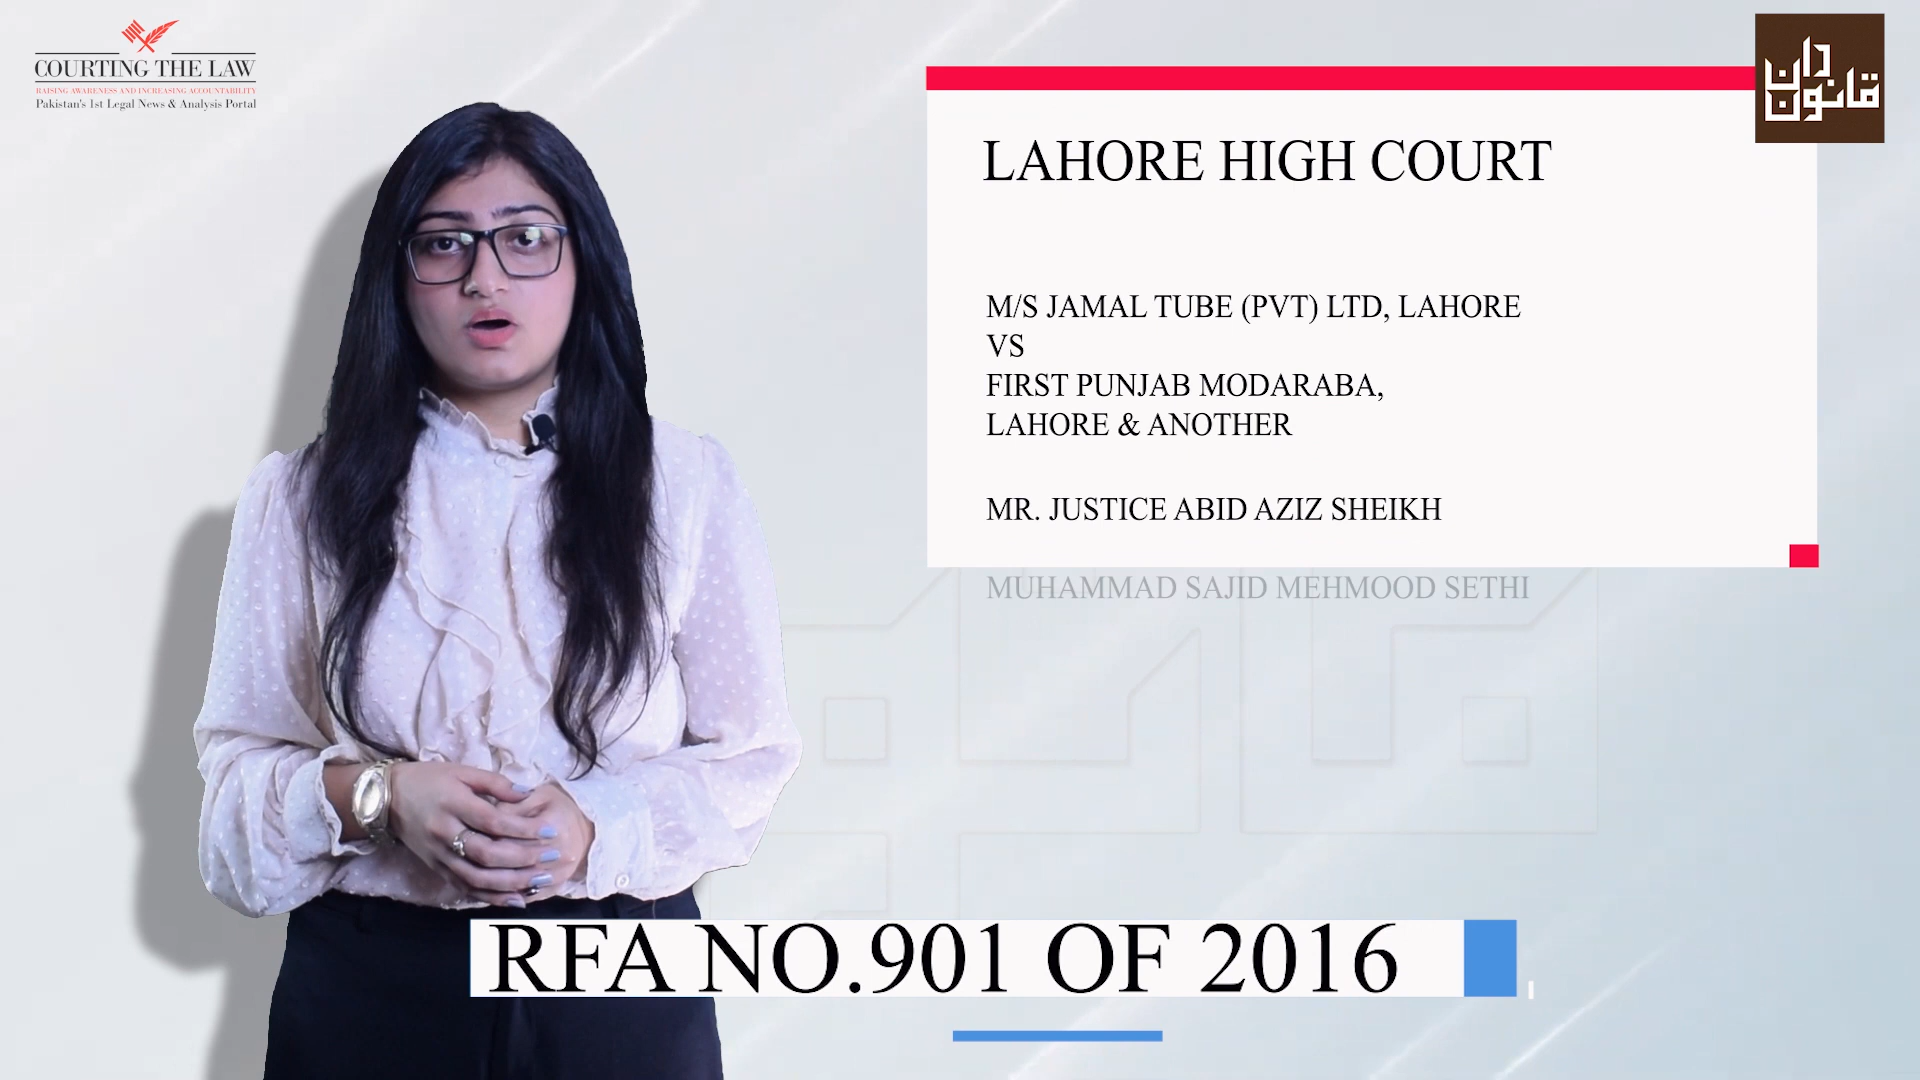 COURTING THE LAW
RAISING AWARENESS AND INCREASING ACCOUNTABILITY
Pakistan's 1st Legal News & Analysis Portal
قانون دان
LAHORE HIGH COURT
M/S JAMAL TUBE (PVT) LTD, LAHORE
VS
FIRST PUNJAB MODARABA,
LAHORE & ANOTHER
MR. JUSTICE ABID AZIZ SHEIKH
MUHAMMAD SAJID MEHMOOD SETHI
RFA NO.901 OF 2016